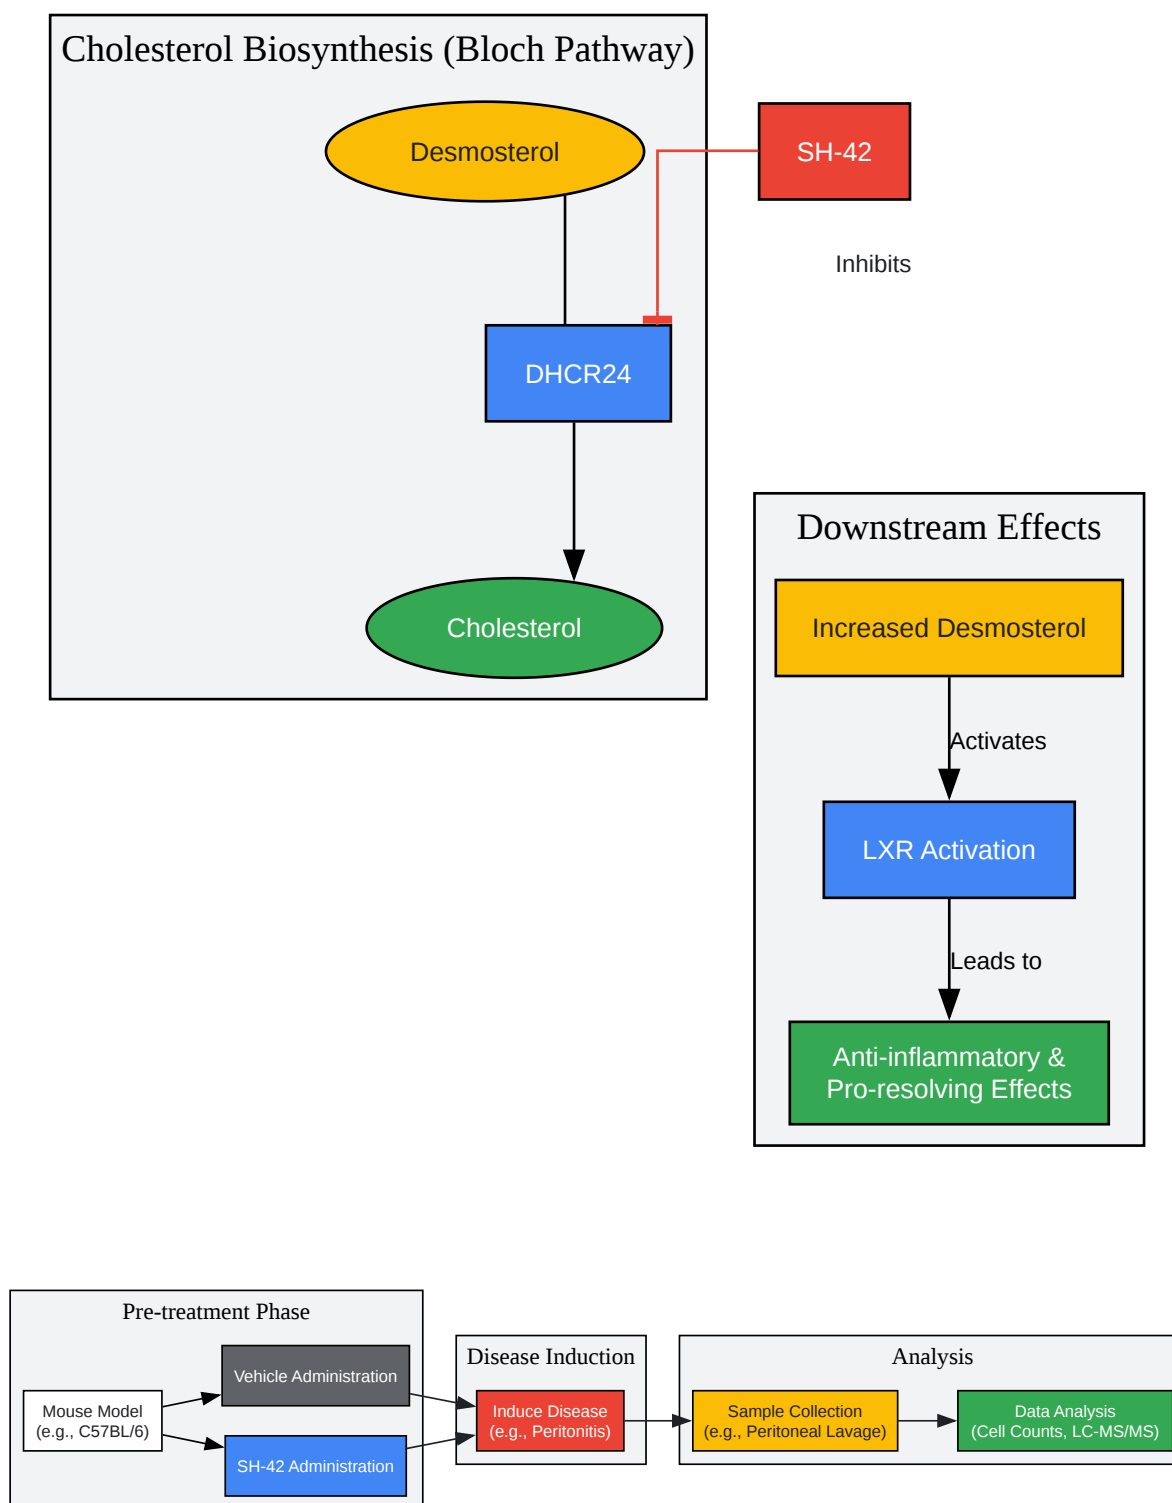 Cholesterol Biosynthesis (Bloch Pathway)
Desmosterol
SH-42
Inhibits
DHCR24
Cholesterol
Downstream Effects
Increased Desmosterol
Activates
LXR Activation
Leads to
Anti-inflammatory &
Pro-resolving Effects
Pre-treatment Phase
Mouse Model
(e.g., C57BL/6)
Vehicle Administration
SH-42 Administration
Disease Induction
Induce Disease
(e.g., Peritonitis)
Analysis
Sample Collection
(e.g., Peritoneal Lavage)
Data Analysis
(Cell Counts, LC-MS/MS)